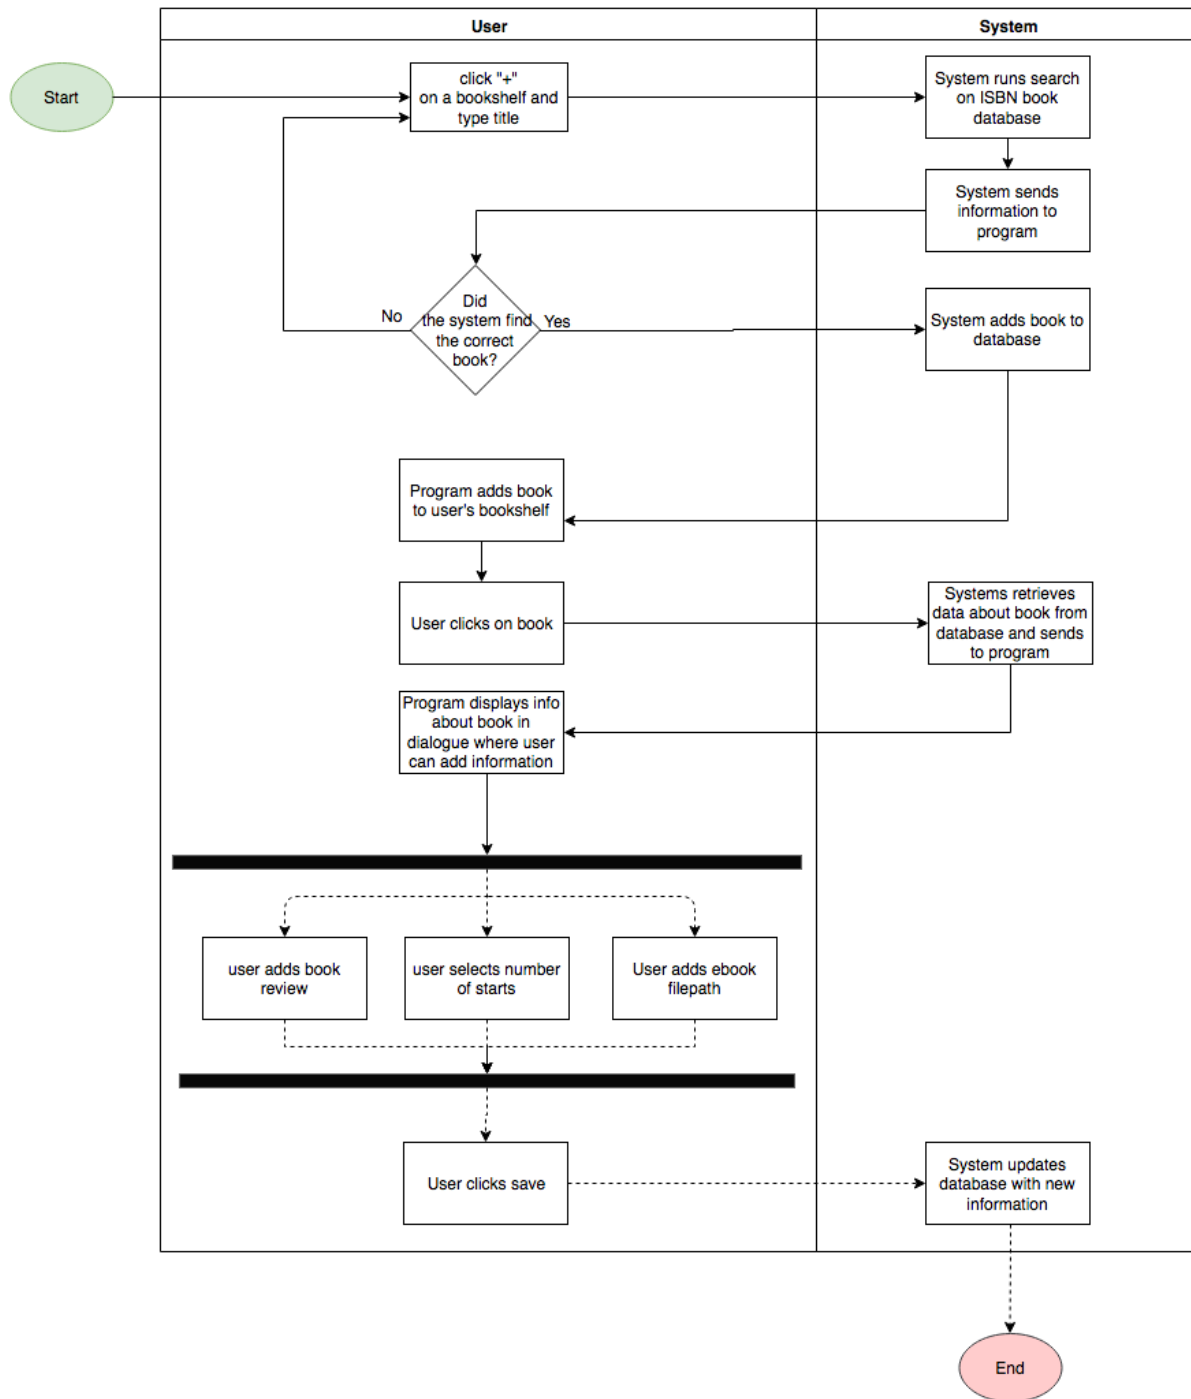 User
System
Start
click "+"
on a bookshelf and
type title
System runs search
on ISBN book
database
System sends
information to
program
Did
the system find
the correct
book?
No
Yes
System adds book to
database
Program adds book
to user's bookshelf
User clicks on book
Systems retrieves
data about book from
database and sends
to program
Program displays info
about book in
dialogue where user
can add information
user adds book
review
user selects number
of starts
User adds ebook
filepath
User clicks save
System updates
database with new
information
End